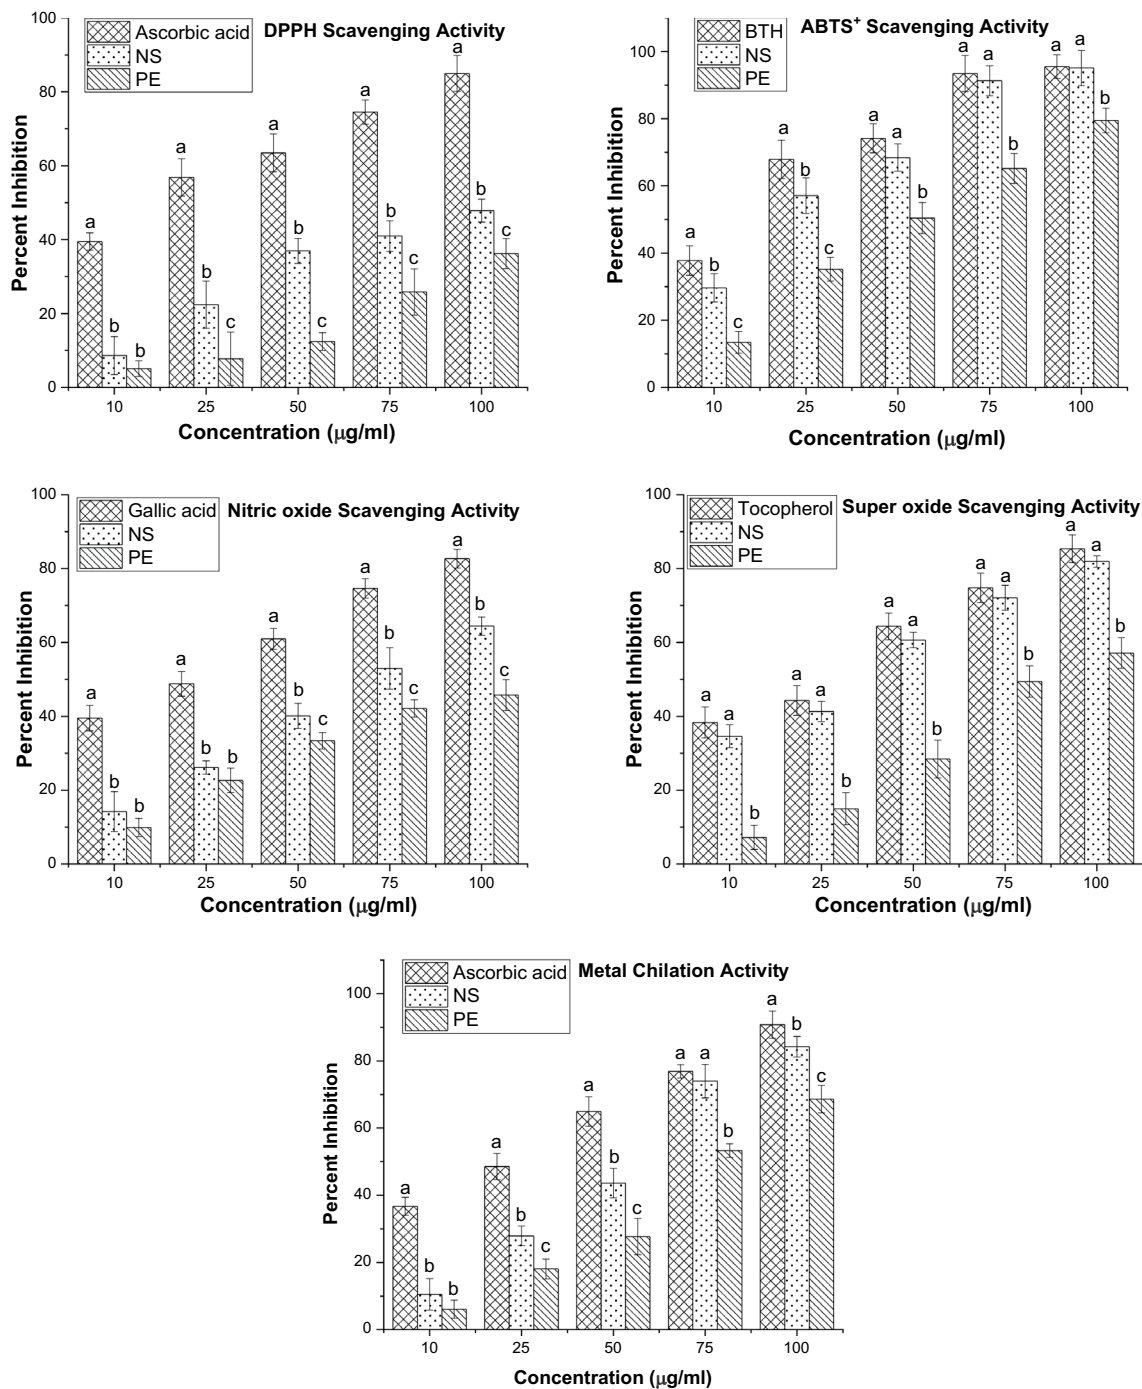 DPPH Scavenging Activity
Ascorbic acid
NS
PE
Percent Inhibition
100
80
60
40
20
0
a b b
a b c
a b c
a b c
a b c
10 25 50 75 100
Concentration (μg/ml)
ABTS⁺ Scavenging Activity
BTH
NS
PE
Percent Inhibition
100
80
60
40
20
0
a b c
a b c
a a b
a a b
a a b
10 25 50 75 100
Concentration (μg/ml)
Nitric oxide Scavenging Activity
Gallic acid
NS
PE
Percent Inhibition
100
80
60
40
20
0
a b b
a b b
a b c
a b c
a b c
10 25 50 75 100
Concentration (μg/ml)
Super oxide Scavenging Activity
Tocopherol
NS
PE
Percent Inhibition
100
80
60
40
20
0
a a b
a a b
a a b
a a b
a a b
10 25 50 75 100
Concentration (μg/ml)
Metal Chilation Activity
Ascorbic acid
NS
PE
Percent Inhibition
100
80
60
40
20
0
a b b
a b c
a b c
a a b
a b c
10 25 50 75 100
Concentration (μg/ml)